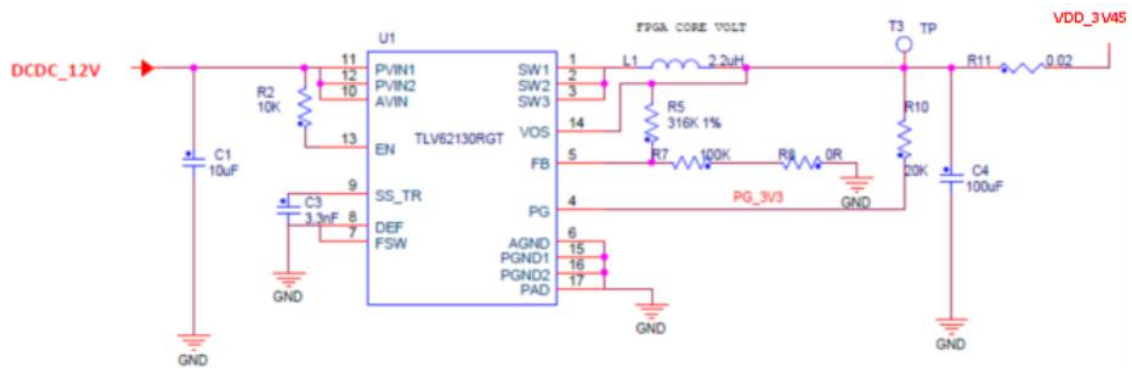 VDD_3V45
DCDC_12V
U1
FPGA CORE VOLT
T3 TP
R11 0.02
L1 2.2uH
11 PVIN1
12 PVIN2
10 AVIN
SW1 1
SW2 2
SW3 3
R2
10K
R5
316K 1%
R10
20K
TLV62130RGT
VOS 14
13 EN
FB 5
R7 100K
R8 0R
C1
10uF
C4
100uF
9 SS_TR
C3
3.3nF
PG 4
PG_3V3
GND
8 DEF
7 FSW
AGND 6
PGND1 15
PGND2 16
PAD 17
GND
GND
GND
GND